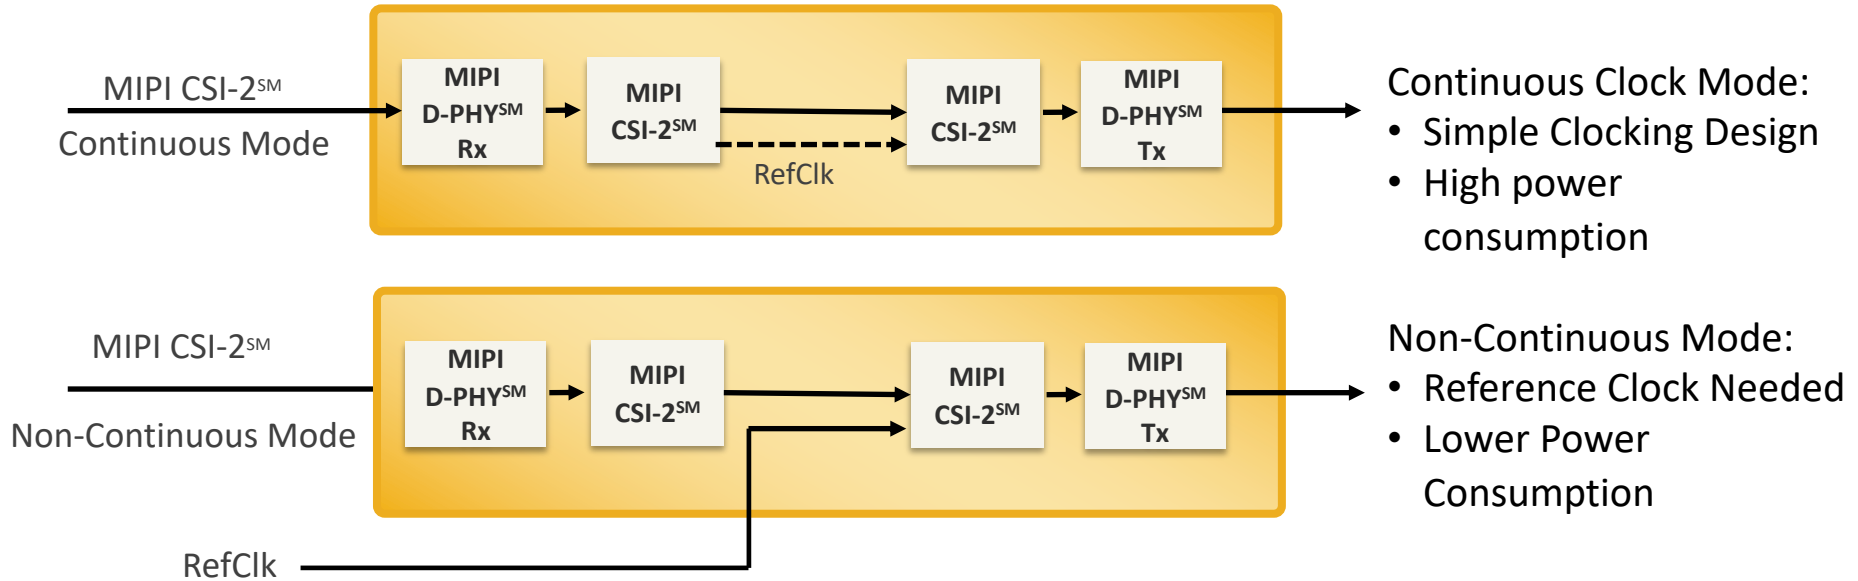 MIPI CSI-2SM
Continuous Mode
MIPI
D-PHYSM
Rx
MIPI
CSI-2SM
RefClk
MIPI
CSI-2SM
MIPI
D-PHYSM
Tx
Continuous Clock Mode:
• Simple Clocking Design
• High power
consumption
MIPI CSI-2SM
Non-Continuous Mode
MIPI
D-PHYSM
Rx
MIPI
CSI-2SM
MIPI
CSI-2SM
MIPI
D-PHYSM
Tx
RefClk
Non-Continuous Mode:
• Reference Clock Needed
• Lower Power
Consumption